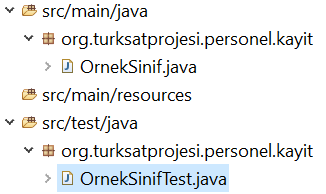 src/main/java
org.turksatprojesi.personel.kayit
OrnekSinif.java
src/main/resources
src/test/java
org.turksatprojesi.personel.kayit
OrnekSinifTest.java